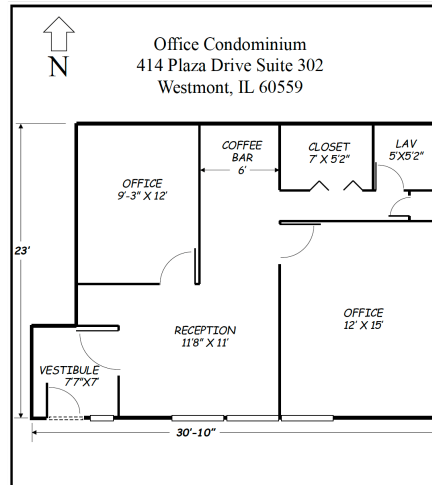 N
Office Condominium
414 Plaza Drive Suite 302
Westmont, IL 60559
COFFEE
BAR
6'
CLOSET
7' X 5'2"
LAV
5'X5'2"
OFFICE
9'-3" X 12'
23'
OFFICE
12' X 15'
RECEPTION
11'8" X 11'
VESTIBULE
7'7"X7'
30'-10"